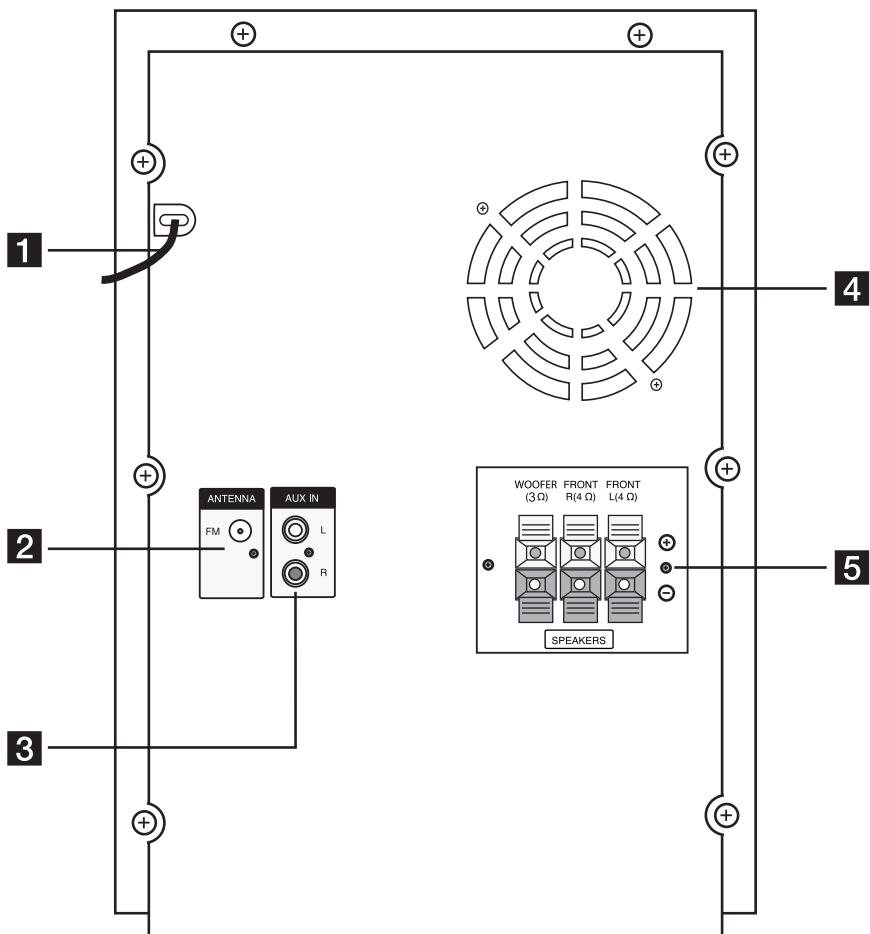 1
4
WOOFER FRONT FRONT
(3 Ω) R(4 Ω) L(4 Ω)
ANTENNA
AUX IN
FM
L
R
2
+
5
−
SPEAKERS
3